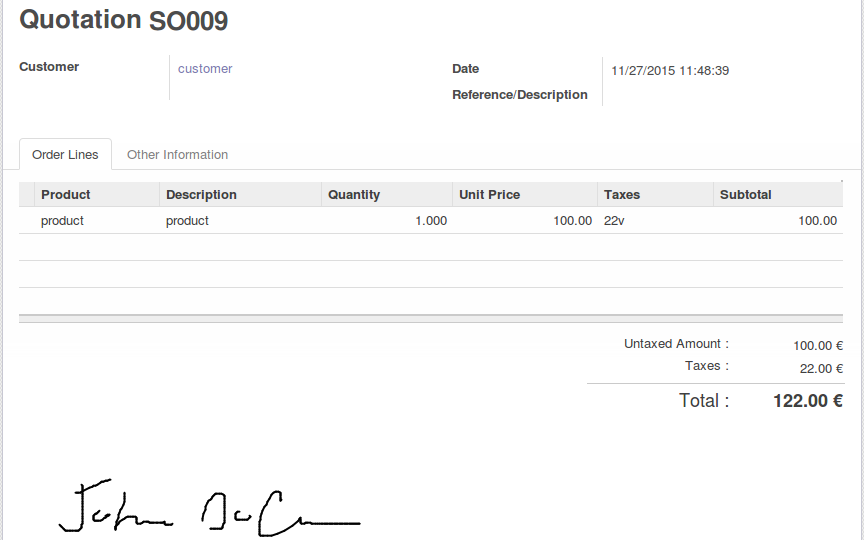 Quotation SO009
Customer customer Date 11/27/2015 11:48:39
Reference/Description
Order Lines Other Information
Product Description Quantity Unit Price Taxes Subtotal
product product 1.000 100.00 22v 100.00
Untaxed Amount : 100.00 €
Taxes : 22.00 €
Total : 122.00 €
John